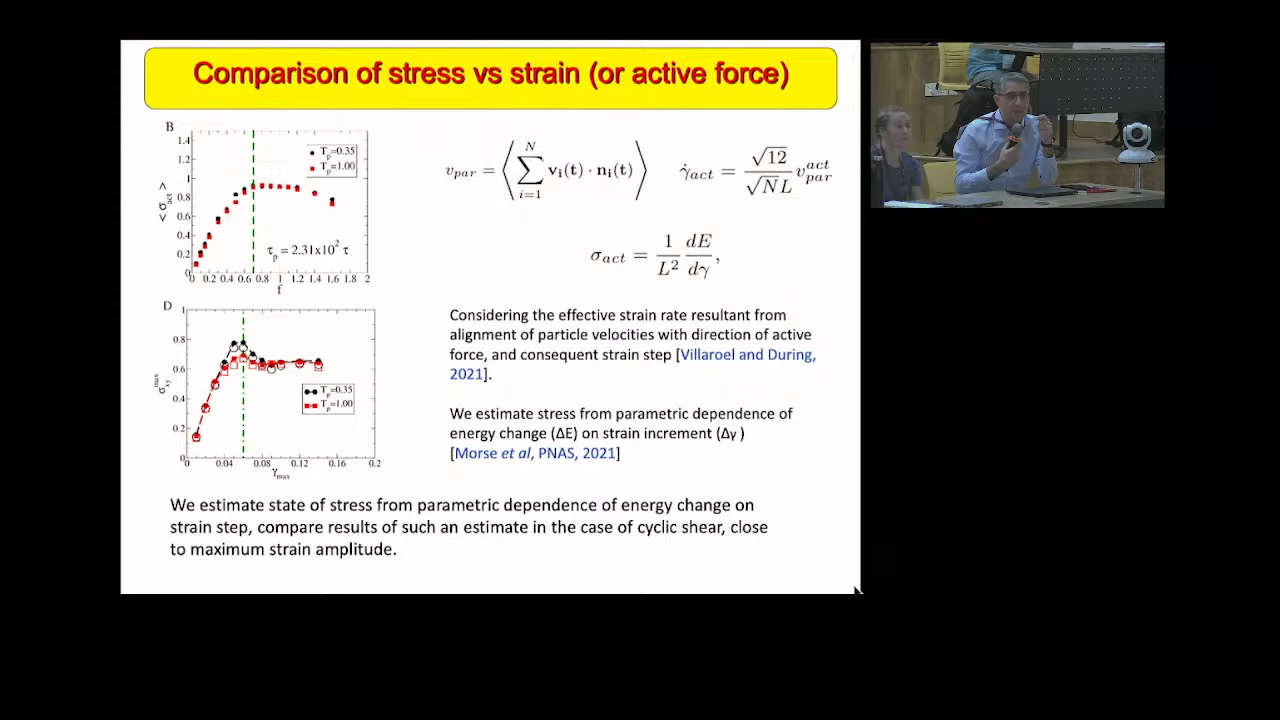 Comparison of stress vs strain (or active force)
B
1.4
1.2
1
0.8
0.6
0.4
0.2
0
< σ_act >
T_p=0.35
T_p=1.00
τ_p = 2.31x10^2 τ
0.2 0.4 0.6 0.8 1 1.2 1.4 1.6 1.8 2
f
v_par = ⟨ ∑_{i=1}^{N} v_i(t) · n_i(t) ⟩ γ̇_act = √12 / (√N L) v_par^act
σ_act = 1/L² dE/dγ,
D
1
0.8
0.6
0.4
0.2
0
σ_xy^max
T_p=0.35
T_p=1.00
0 0.04 0.08 0.12 0.16 0.2
γ_max
Considering the effective strain rate resultant from
alignment of particle velocities with direction of active
force, and consequent strain step [Villaroel and During,
2021].
We estimate stress from parametric dependence of
energy change (ΔE) on strain increment (Δγ )
[Morse et al, PNAS, 2021]
We estimate state of stress from parametric dependence of energy change on
strain step, compare results of such an estimate in the case of cyclic shear, close
to maximum strain amplitude.